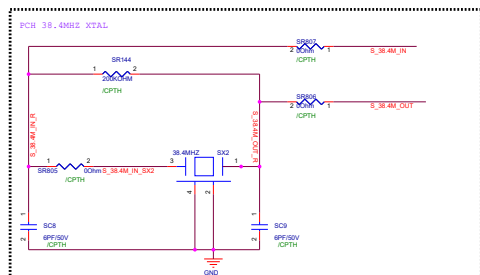 PCH 38.4MHZ XTAL
SR807
2 1 S_38.4M_IN
0Ohm
/CPTH
SR144
1 2
200KOHM
/CPTH
SR806
2 1 S_38.4M_OUT
0Ohm
/CPTH
S_38.4M_IN_R
S_38.4M_OUT_R
38.4MHZ SX2
1 2 3 1
SR805 0Ohm S_38.4M_IN_SX2
/CPTH
4 2
1 1
SC8 SC9
2 2
6PF/50V 6PF/50V
/CPTH /CPTH
GND